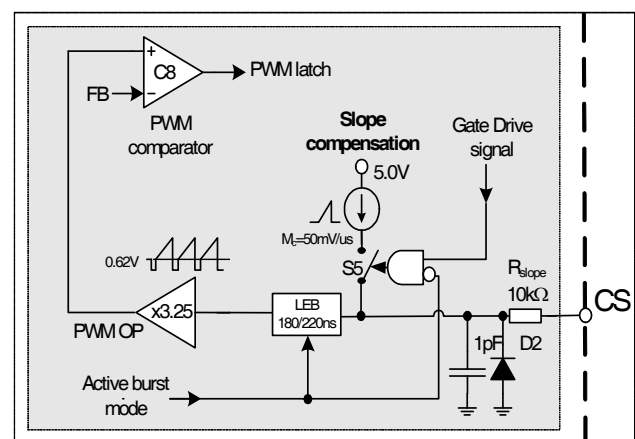 C8
+
−
FB
PWM latch
PWM
comparator
Slope
compensation
5.0V
Gate Drive
signal
Mc=50mV/us
S5
0.62V
Rslope
10kΩ
CS
x3.25
PWM OP
LEB
180/220ns
1pF
D2
Active burst
mode